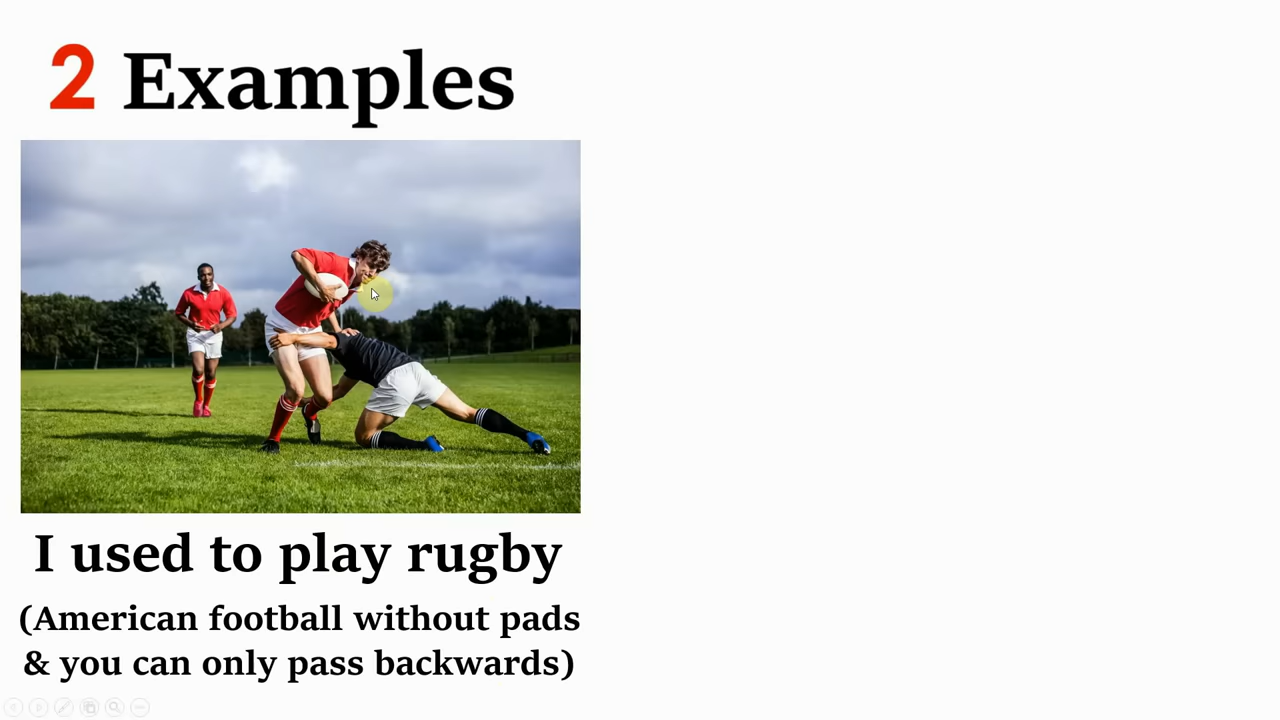 2 Examples
I used to play rugby
(American football without pads
& you can only pass backwards)